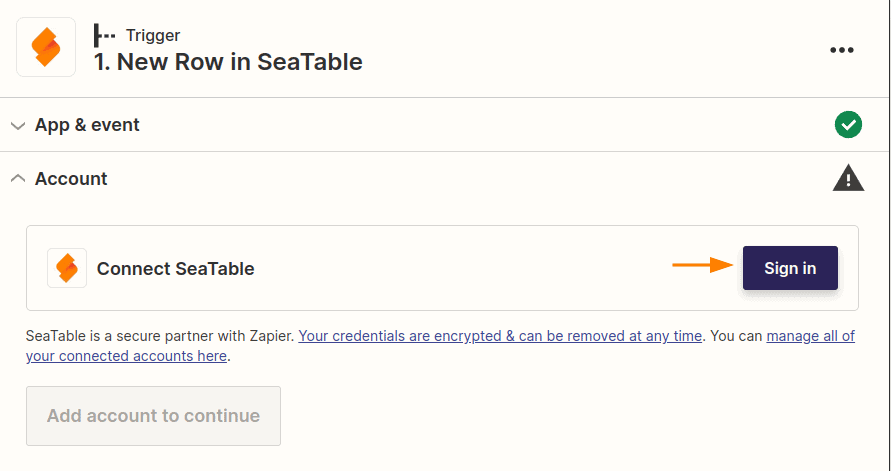 Trigger
1. New Row in SeaTable
App & event
Account
Connect SeaTable
Sign in
SeaTable is a secure partner with Zapier. Your credentials are encrypted & can be removed at any time. You can manage all of
your connected accounts here.
Add account to continue